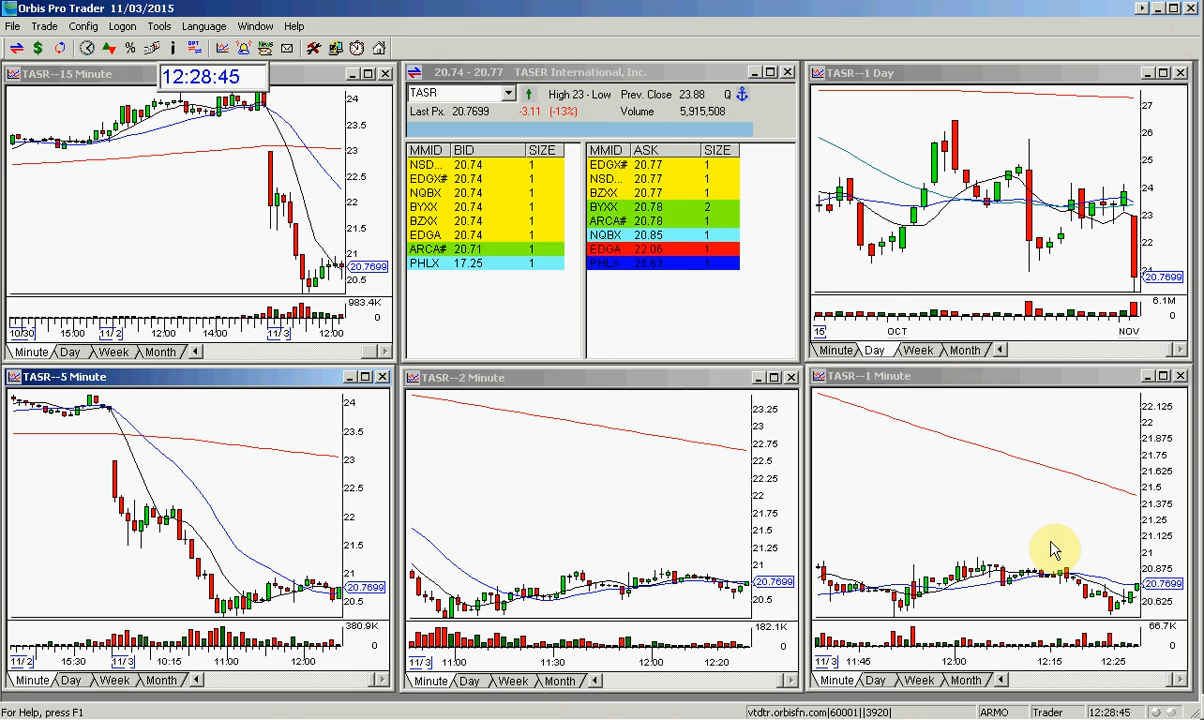 Orbis Pro Trader 11/03/2015
File Trade Config Logon Tools Language Window Help
TASR--15 Minute
12:28:45
24
23.5
23
22.5
22
21.5
21
20.7699
20.5
983.4K
0
10/30 15:00 11/2 12:00 14:00 11/3 12:00
Minute Day Week Month
20.74 - 20.77 TASER International, Inc.
TASR High 23 - Low Prev. Close 23.88 Q
Last Px. 20.7699 -3.11 (-13%) Volume 5,915,508
MMID BID SIZE MMID ASK SIZE
NSD... 20.74 1 EDGX# 20.77 1
EDGX# 20.74 1 NSD... 20.77 1
NQBX 20.74 1 BZXX 20.77 1
BYXX 20.74 1 BYXX 20.78 2
BZXX 20.74 1 ARCA# 20.78 1
EDGA 20.74 1 NQBX 20.85 1
ARCA# 20.71 1 EDGA 22.06 1
PHLX 17.25 1 PHLX 25.63 1
TASR--1 Day
27
26
25
24
23
22
20.7699
6.1M
0
15 OCT NOV
Minute Day Week Month
TASR--5 Minute
24
23.5
23
22.5
22
21.5
21
20.7699
20.5
380.9K
0
11/2 15:30 11/3 10:15 11:00 12:00
Minute Day Week Month
TASR--2 Minute
23.25
23
22.75
22.5
22.25
22
21.75
21.5
21.25
21
20.7699
20.5
182.1K
0
11/3 11:00 11:30 12:00 12:20
Minute Day Week Month
TASR--1 Minute
22.125
22
21.875
21.75
21.625
21.5
21.375
21.25
21.125
21
20.875
20.7699
20.625
66.7K
0
11/3 11:45 12:00 12:15 12:25
Minute Day Week Month
For Help, press F1
vtdtr.orbisfn.com|60001||3920| ARMO Trader 12:28:45